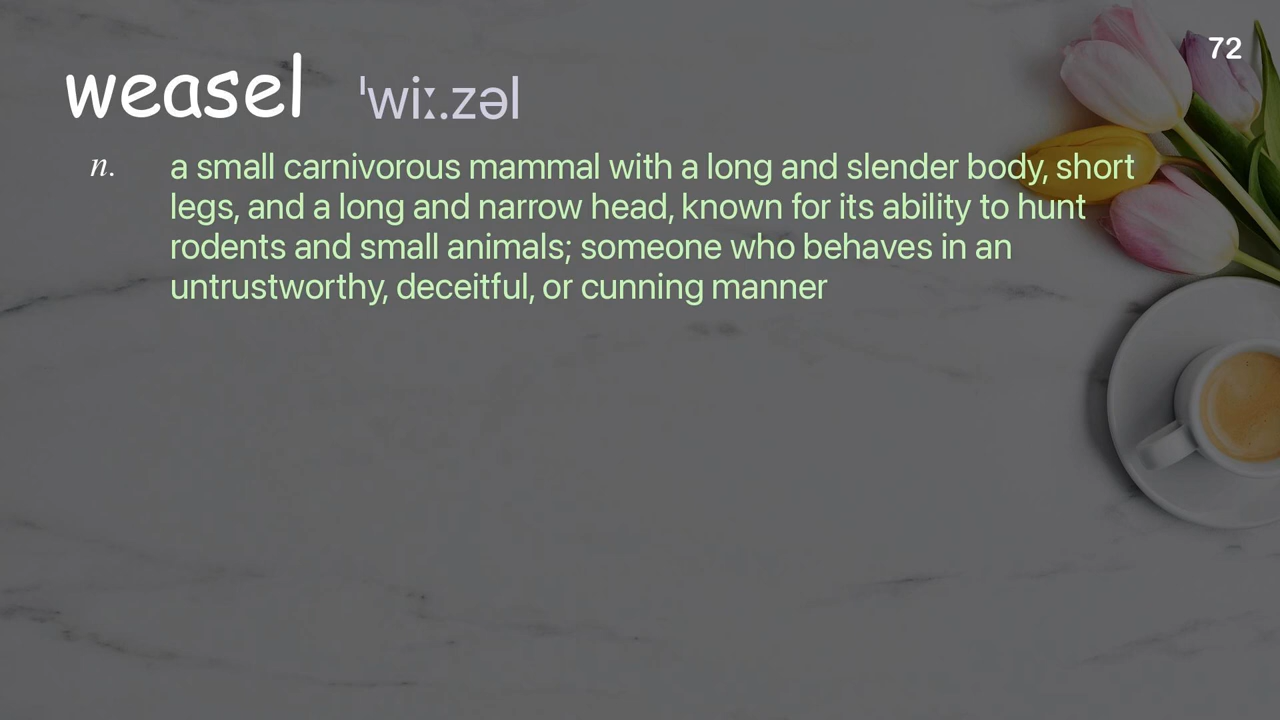 72
weasel ˈwiː.zəl
n. a small carnivorous mammal with a long and slender body, short
legs, and a long and narrow head, known for its ability to hunt
rodents and small animals; someone who behaves in an
untrustworthy, deceitful, or cunning manner